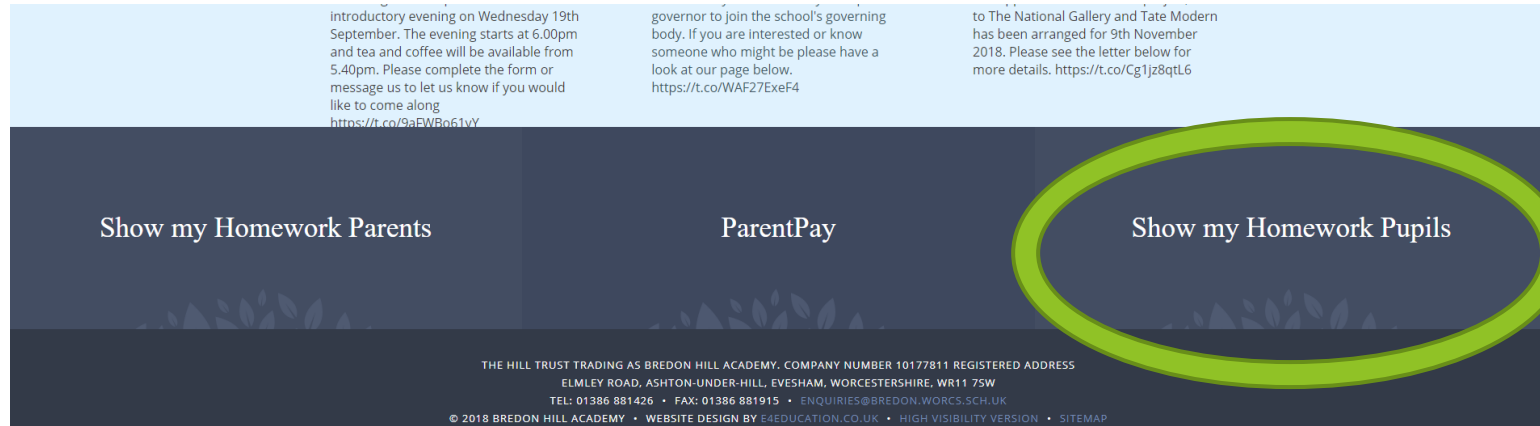 introductory evening on Wednesday 19th
September. The evening starts at 6.00pm
and tea and coffee will be available from
5.40pm. Please complete the form or
message us to let us know if you would
like to come along
https://t.co/9aFWBo61vY
governor to join the school's governing
body. If you are interested or know
someone who might be please have a
look at our page below.
https://t.co/WAF27ExeF4
to The National Gallery and Tate Modern
has been arranged for 9th November
2018. Please see the letter below for
more details. https://t.co/Cg1jz8qtL6
Show my Homework Parents
ParentPay
Show my Homework Pupils
THE HILL TRUST TRADING AS BREDON HILL ACADEMY. COMPANY NUMBER 10177811 REGISTERED ADDRESS
ELMLEY ROAD, ASHTON-UNDER-HILL, EVESHAM, WORCESTERSHIRE, WR11 7SW
TEL: 01386 881426 • FAX: 01386 881915 • ENQUIRIES@BREDON.WORCS.SCH.UK
© 2018 BREDON HILL ACADEMY • WEBSITE DESIGN BY E4EDUCATION.CO.UK • HIGH VISIBILITY VERSION • SITEMAP